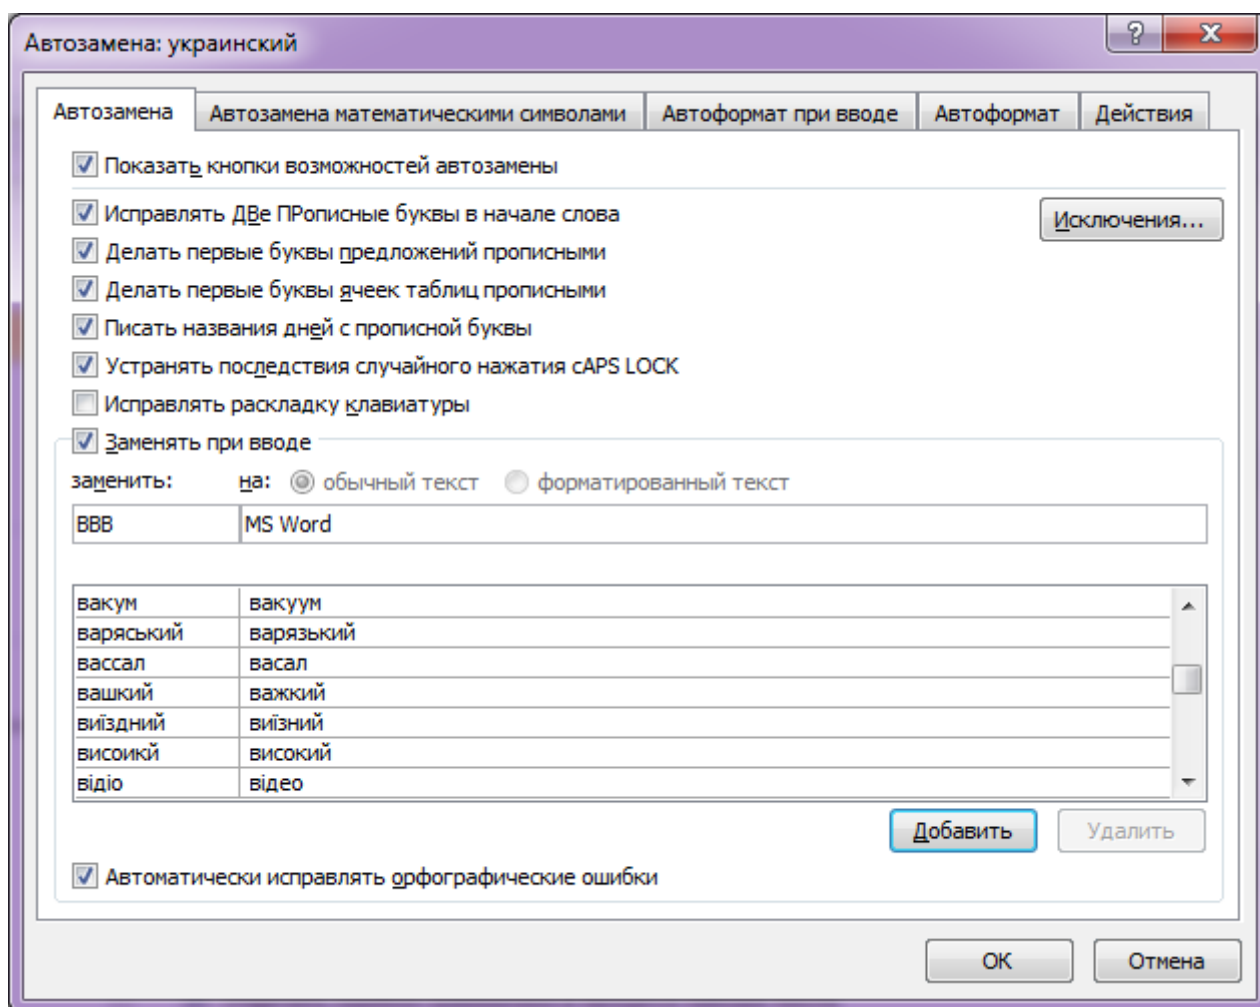 Автозамена: украинский
Автозамена Автозамена математическими символами Автоформат при вводе Автоформат Действия
Показать кнопки возможностей автозамены
Исправлять ДВе ПРописные буквы в начале слова Исключения...
Делать первые буквы предложений прописными
Делать первые буквы ячеек таблиц прописными
Писать названия дней с прописной буквы
Устранять последствия случайного нажатия cAPS LOCK
Исправлять раскладку клавиатуры
Заменять при вводе
заменить: на: обычный текст форматированный текст
ВВВ MS Word
вакум вакуум
варяський варязький
вассал васал
вашкий важкий
виїздний виїзний
висоикй високий
відіо відео
Добавить Удалить
Автоматически исправлять орфографические ошибки
ОК Отмена